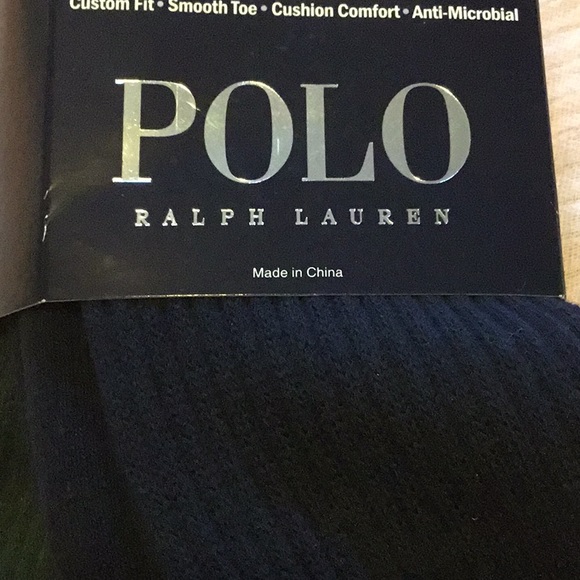 Custom Fit • Smooth Toe • Cushion Comfort • Anti-Microbial
POLO
RALPH LAUREN
Made in China